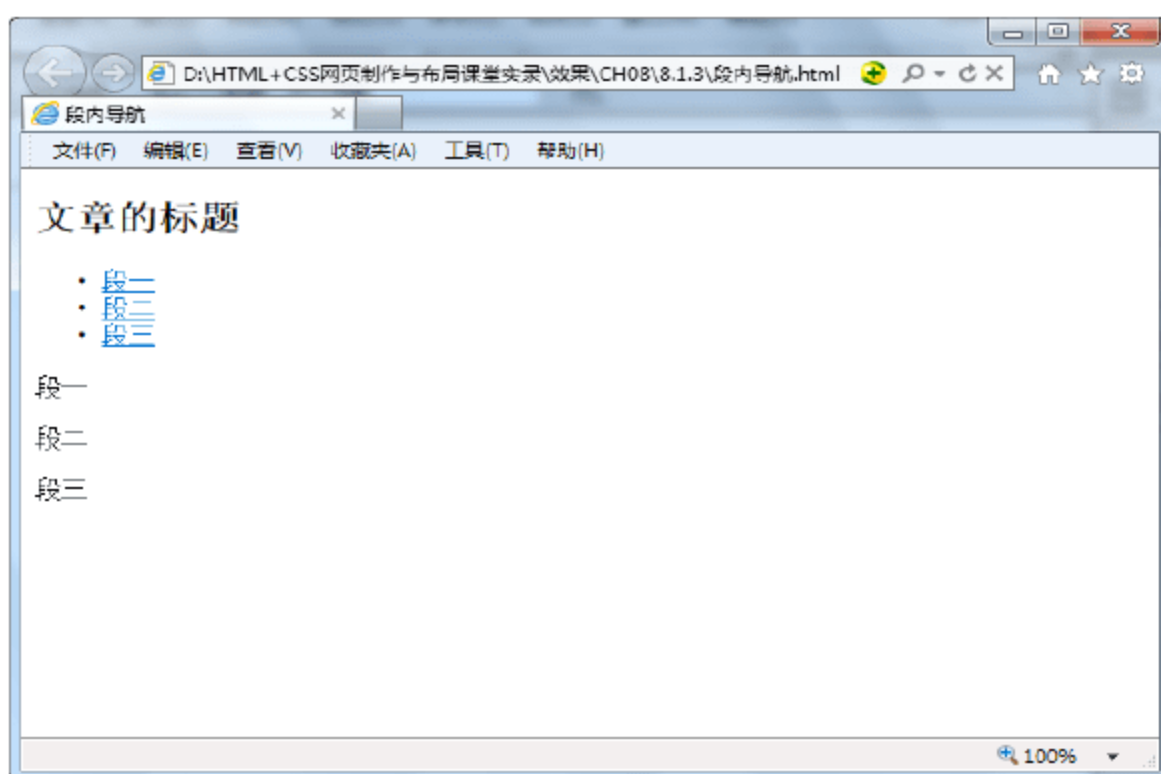 D:\HTML+CSS网页制作与布局课堂实录\效果\CH08\8.1.3\段内导航.html
段内导航
文件(F) 编辑(E) 查看(V) 收藏夹(A) 工具(T) 帮助(H)
文章的标题
• 段一
• 段二
• 段三
段一
段二
段三
100%